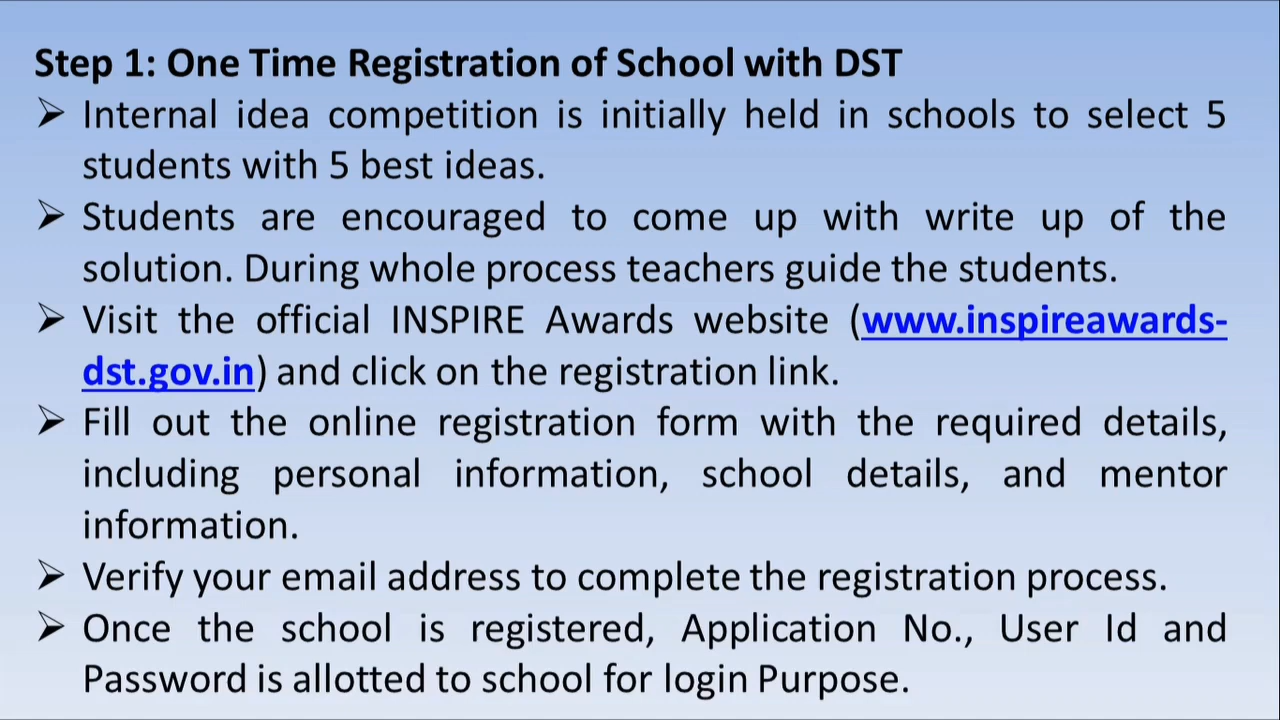 Step 1: One Time Registration of School with DST
➢ Internal idea competition is initially held in schools to select 5
students with 5 best ideas.
➢ Students are encouraged to come up with write up of the
solution. During whole process teachers guide the students.
➢ Visit the official INSPIRE Awards website (www.inspireawards-
dst.gov.in) and click on the registration link.
➢ Fill out the online registration form with the required details,
including personal information, school details, and mentor
information.
➢ Verify your email address to complete the registration process.
➢ Once the school is registered, Application No., User Id and
Password is allotted to school for login Purpose.